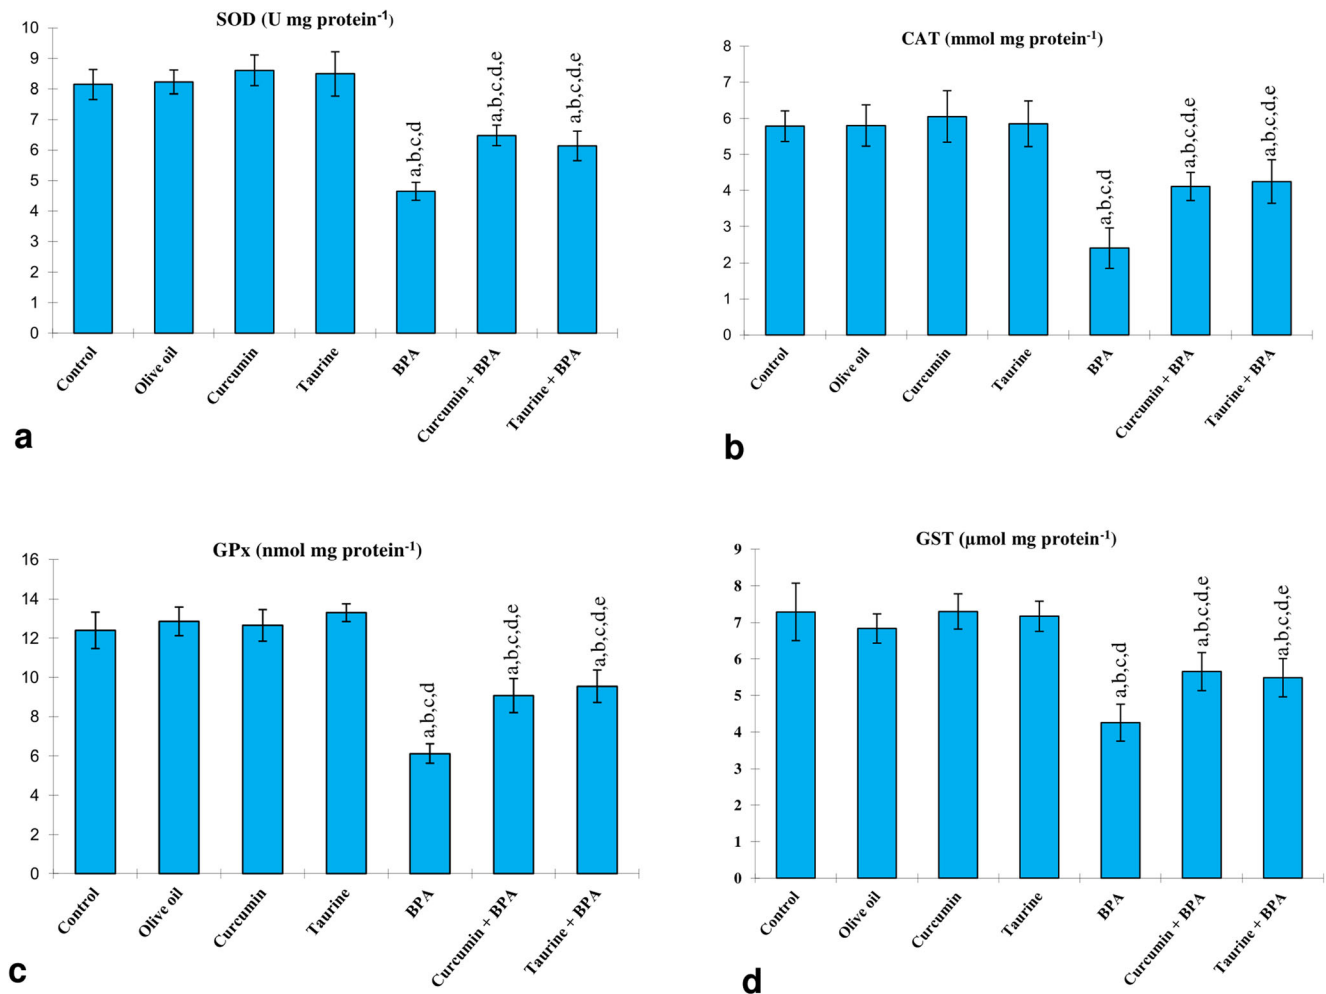 SOD (U mg protein⁻¹)
10
9
8
7
6
5
4
3
2
1
0
a,b,c,d
a,b,c,d,e
a,b,c,d,e
Control
Olive oil
Curcumin
Taurine
BPA
Curcumin + BPA
Taurine + BPA
a
CAT (mmol mg protein⁻¹)
8
7
6
5
4
3
2
1
0
a,b,c,d
a,b,c,d,e
a,b,c,d,e
Control
Olive oil
Curcumin
Taurine
BPA
Curcumin + BPA
Taurine + BPA
b
GPx (nmol mg protein⁻¹)
16
14
12
10
8
6
4
2
0
a,b,c,d
a,b,c,d,e
a,b,c,d,e
Control
Olive oil
Curcumin
Taurine
BPA
Curcumin + BPA
Taurine + BPA
c
GST (µmol mg protein⁻¹)
9
8
7
6
5
4
3
2
1
0
a,b,c,d
a,b,c,d,e
a,b,c,d,e
Control
Olive oil
Curcumin
Taurine
BPA
Curcumin + BPA
Taurine + BPA
d